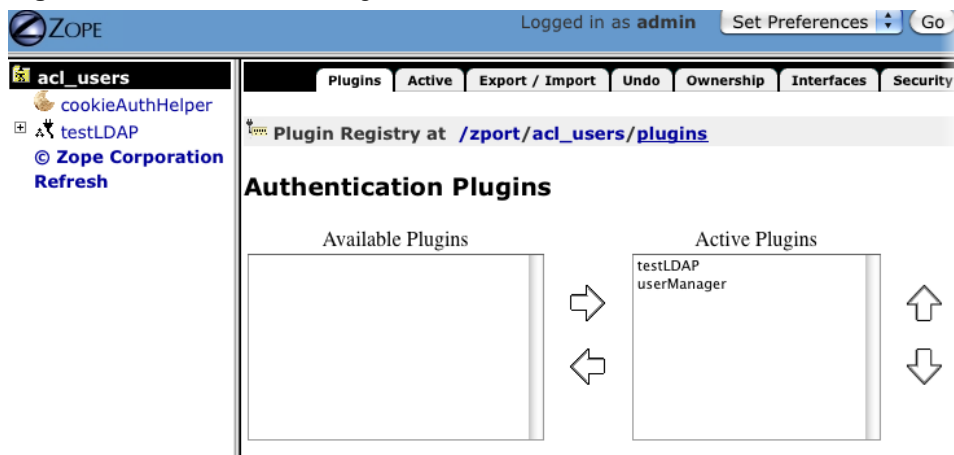 ZOPE
Logged in as admin Set Preferences Go
acl_users
cookieAuthHelper
testLDAP
© Zope Corporation
Refresh
Plugins Active Export / Import Undo Ownership Interfaces Security
Plugin Registry at /zport/acl_users/plugins
Authentication Plugins
Available Plugins
Active Plugins
testLDAP
userManager